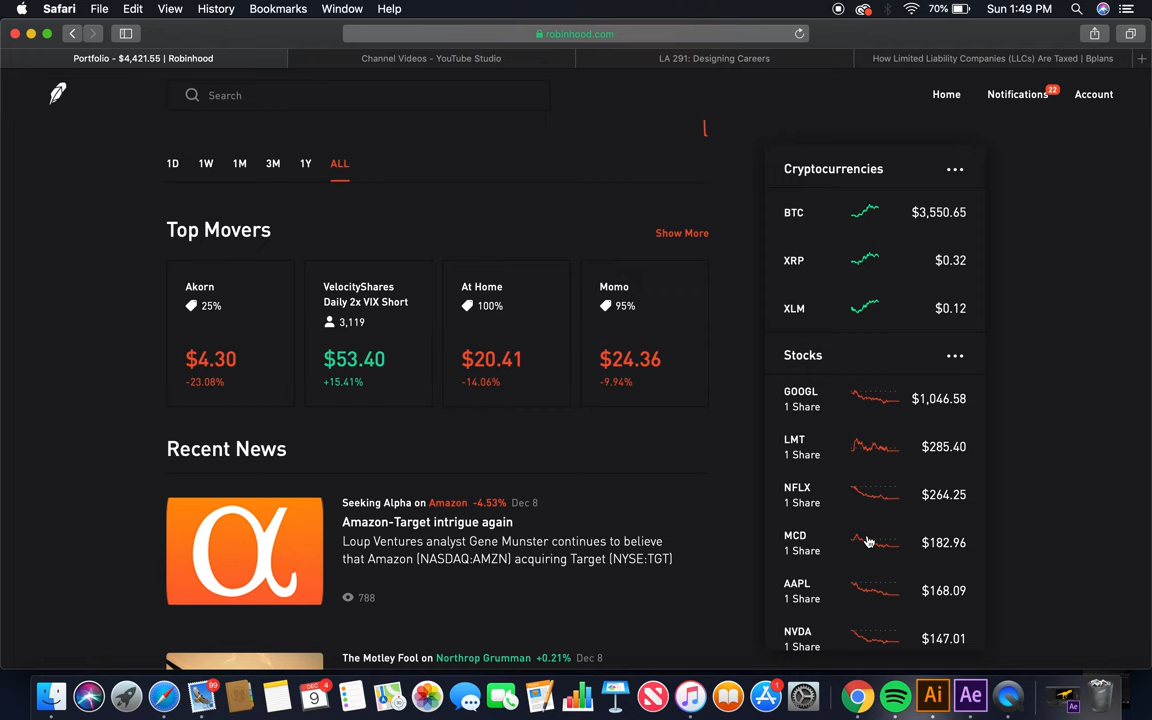 Safari File Edit View History Bookmarks Window Help 70% Sun 1:49 PM
robinhood.com
Portfolio - $4,421.55 | Robinhood Channel Videos - YouTube Studio LA 291: Designing Careers How Limited Liability Companies (LLCs) Are Taxed | Bplans
Search Home Notifications 22 Account
1D 1W 1M 3M 1Y ALL
Top Movers Show More
Akorn
25%
$4.30
-23.08%
VelocityShares
Daily 2x VIX Short
3,119
$53.40
+15.41%
At Home
100%
$20.41
-14.06%
Momo
95%
$24.36
-9.94%
Recent News
Seeking Alpha on Amazon -4.53% Dec 8
Amazon-Target intrigue again
Loup Ventures analyst Gene Munster continues to believe
that Amazon (NASDAQ:AMZN) acquiring Target (NYSE:TGT)
788
The Motley Fool on Northrop Grumman +0.21% Dec 8
Cryptocurrencies
BTC $3,550.65
XRP $0.32
XLM $0.12
Stocks
GOOGL
1 Share $1,046.58
LMT
1 Share $285.40
NFLX
1 Share $264.25
MCD
1 Share $182.96
AAPL
1 Share $168.09
NVDA
1 Share $147.01
99 DEC 9 4 Ai Ae Ae